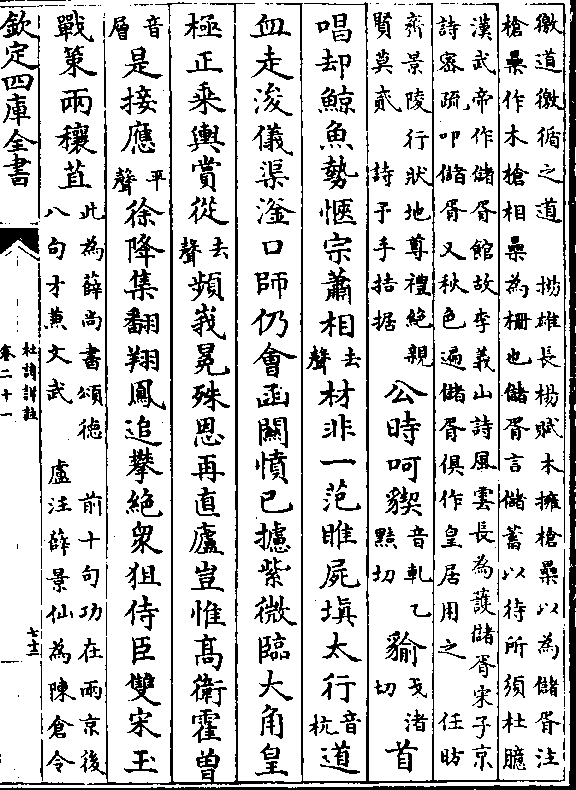 徼道徼循之道　揚雄長楊賦木擁槍纍以為儲胥注
槍纍作木槍相纍為柵也儲胥言儲蓄以待所須杜臆
漢武帝作儲胥館故李義山詩風雲長為護儲胥宋子京
詩密疏叩儲胥又秋色遍儲胥俱作皇居用之　任昉
齊景陵行狀地尊禮絶親
賢莫貳　詩予手拮据
公時呵䝟音軋乙黠切貐戈渚切首
唱却鯨魚勢愜宗蕭相去聲材非一范睢屍塡太行音杭道
血走浚儀渠滏口師仍會函關憤已攄紫微臨大角皇
極正乘輿賞從去聲頻峩冕殊恩再直廬豈惟高衛霍曽
音層是接應平聲徐降集翻翔鳳追攀絶衆狙侍臣雙宋玉
戰策兩穰苴
此為薛尚書頌德　前十句功在兩京後
八句才兼文武　盧注薛景仙為陳倉令
欽定四庫全書
杜詩詳註
卷二十一
七十三